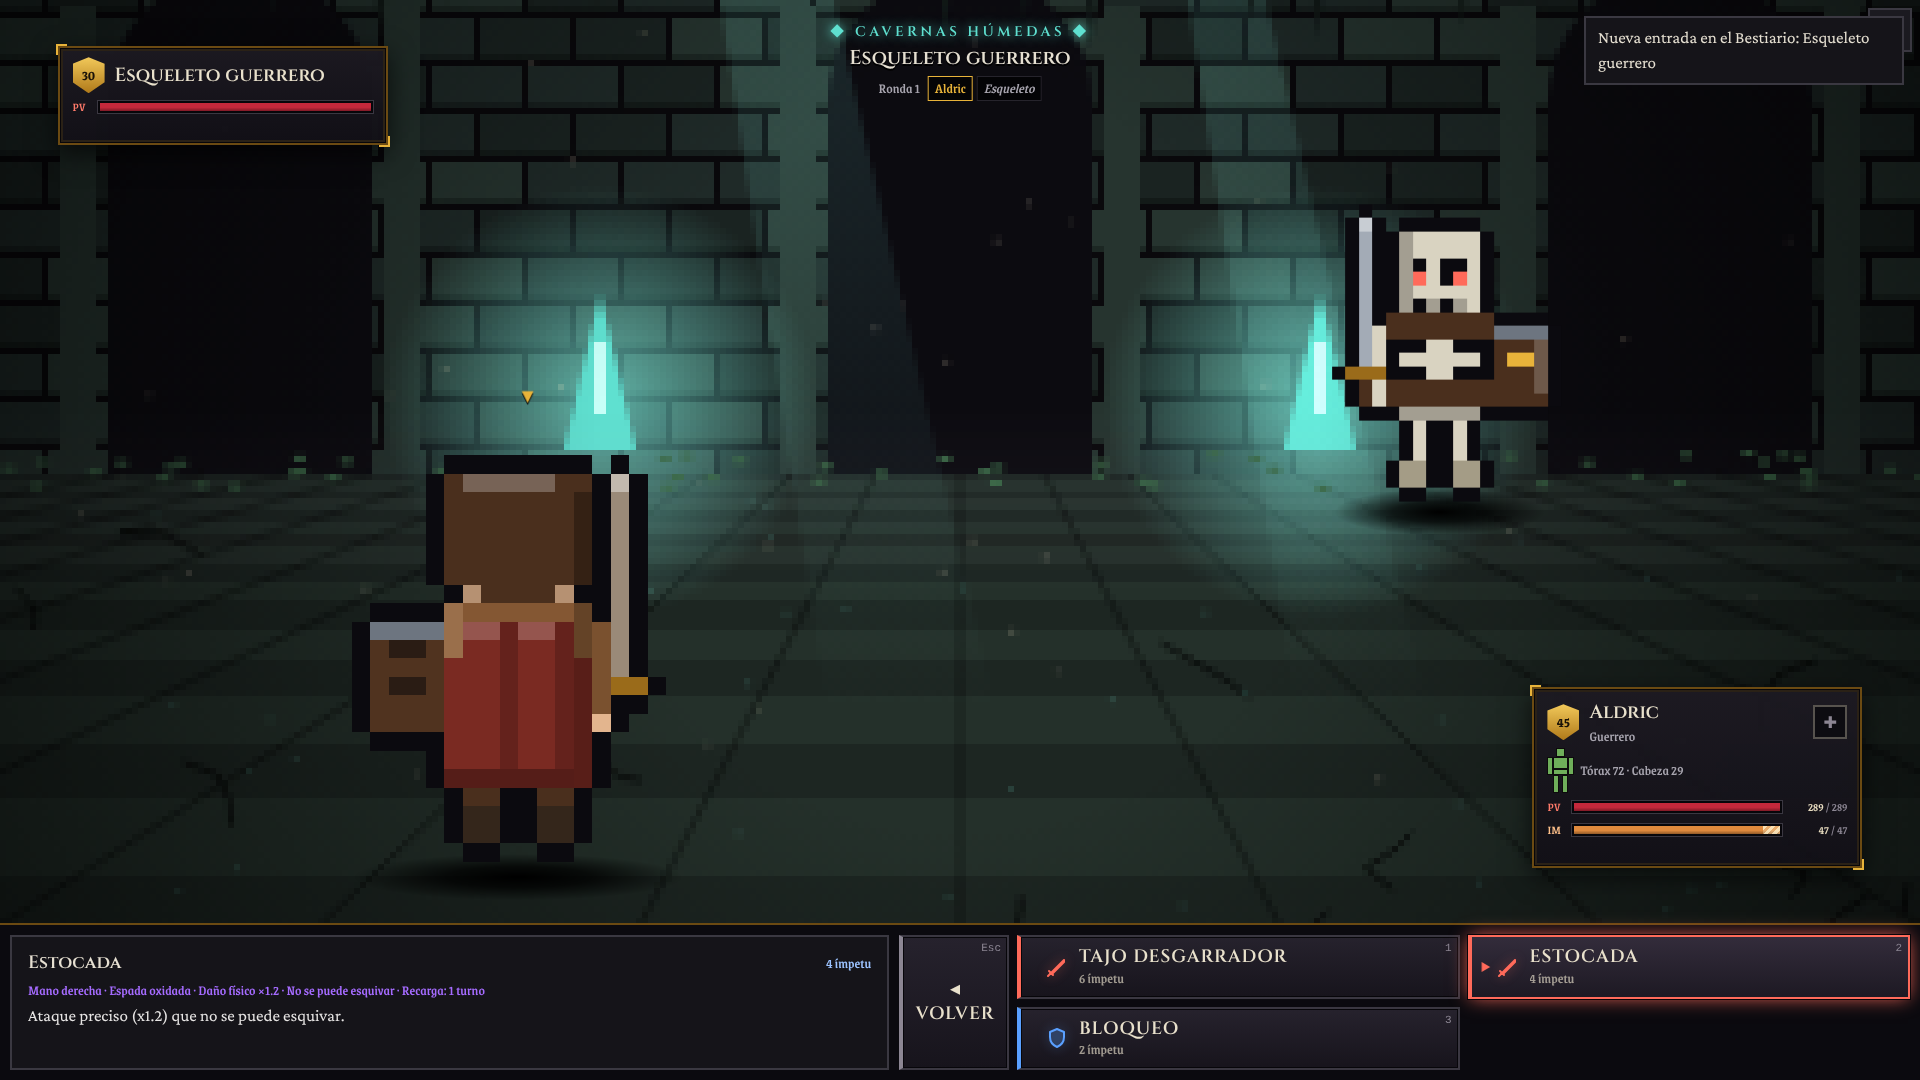 CAVERNAS HÚMEDAS
ESQUELETO GUERRERO
Ronda 1 Aldric Esqueleto
30 ESQUELETO GUERRERO
PV
Nueva entrada en el Bestiario: Esqueleto
guerrero
45 ALDRIC
Guerrero
Tórax 72 · Cabeza 29
PV 289 / 289
IM 47 / 47
ESTOCADA 4 ímpetu
Mano derecha · Espada oxidada · Daño físico ×1.2 · No se puede esquivar · Recarga: 1 turno
Ataque preciso (x1.2) que no se puede esquivar.
Esc
VOLVER
TAJO DESGARRADOR 1
6 ímpetu
ESTOCADA 2
4 ímpetu
BLOQUEO 3
2 ímpetu